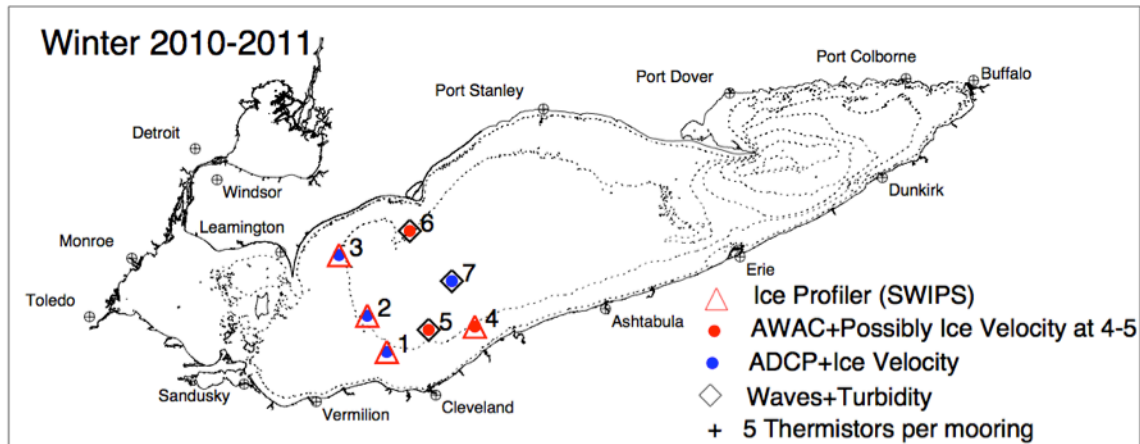 Winter 2010-2011
Port Colborne
Port Dover
Buffalo
Port Stanley
Detroit
Windsor
Dunkirk
Leamington
6
Monroe
3
Erie
7
Toledo
2
5
4
Ashtabula
1
Sandusky
Vermilion
Cleveland
Ice Profiler (SWIPS)
AWAC+Possibly Ice Velocity at 4-5
ADCP+Ice Velocity
Waves+Turbidity
+ 5 Thermistors per mooring